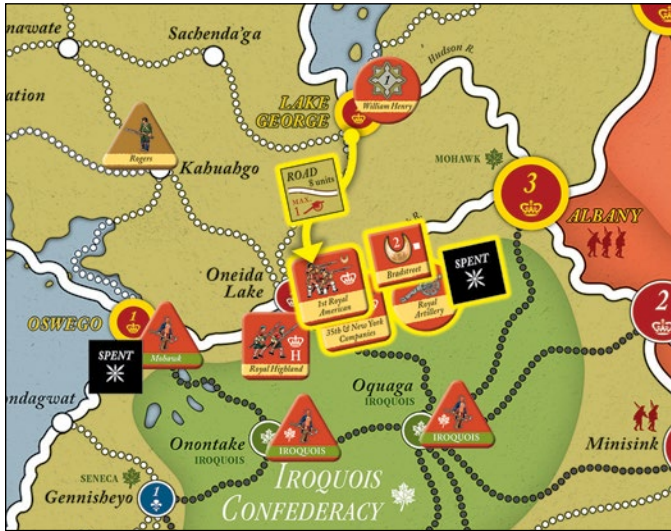 Sachenda'ga
Hudson R.
LAKE
GEORGE
1
William Henry
ation
Rogers
Kahuahgo
MOHAWK
3
ALBANY
ROAD
8 units
MAX.
1
Oneida
Lake
1st Royal
American
35th & New York
Companies
2
Bradstreet
Royal
Artillery
SPENT
OSWEGO
1
Mohawk
SPENT
H
Royal Highland
2
ondagwat
Oquaga
IROQUOIS
Onontake
IROQUOIS
IROQUOIS
IROQUOIS
Minisink
SENECA
Gennisheyo
1
IROQUOIS
CONFEDERACY